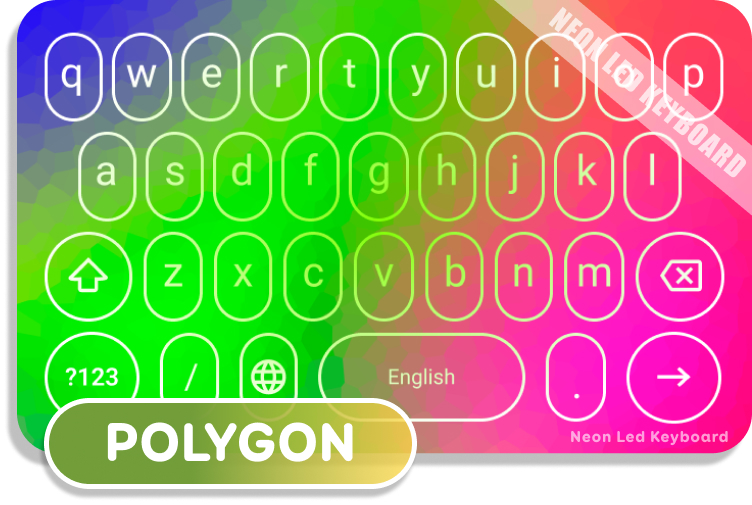 NEON LED KEYBOARD
q w e r t y u i o p
a s d f g h j k l
z x c v b n m
?123 / English . →
Neon Led Keyboard
POLYGON